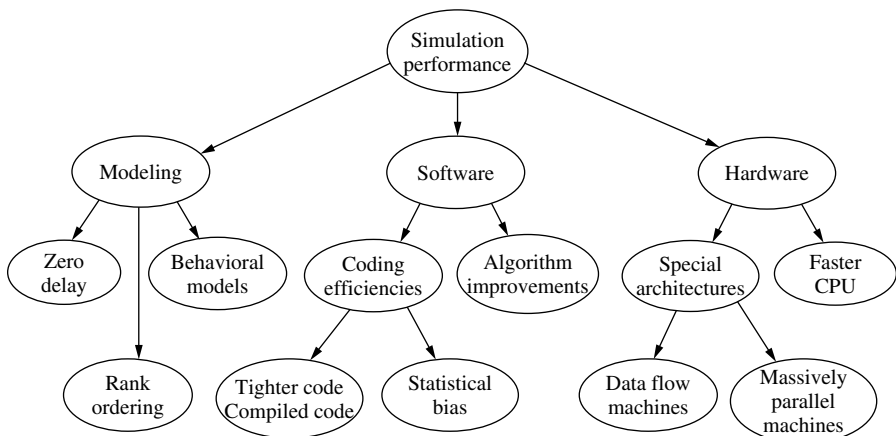 Simulation
performance
Modeling
Software
Hardware
Zero
delay
Behavioral
models
Coding
efficiencies
Algorithm
improvements
Special
architectures
Faster
CPU
Rank
ordering
Tighter code
Compiled code
Statistical
bias
Data flow
machines
Massively
parallel
machines